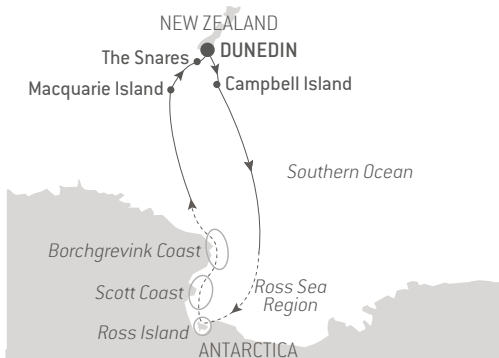 NEW ZEALAND
DUNEDIN
The Snares
Campbell Island
Macquarie Island
Southern Ocean
Borchgrevink Coast
Scott Coast
Ross Sea
Region
Ross Island
ANTARCTICA